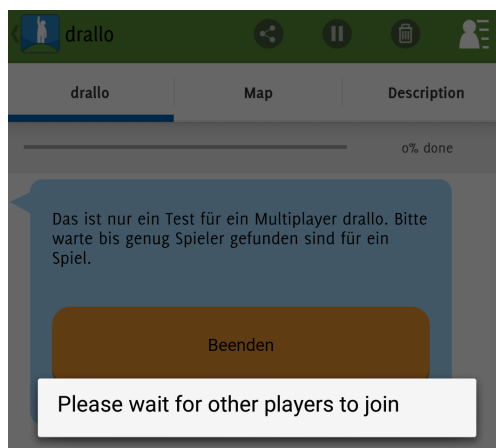 drallo
drallo
Map
Description
0% done
Das ist nur ein Test für ein Multiplayer drallo. Bitte
warte bis genug Spieler gefunden sind für ein
Spiel.
Beenden
Please wait for other players to join